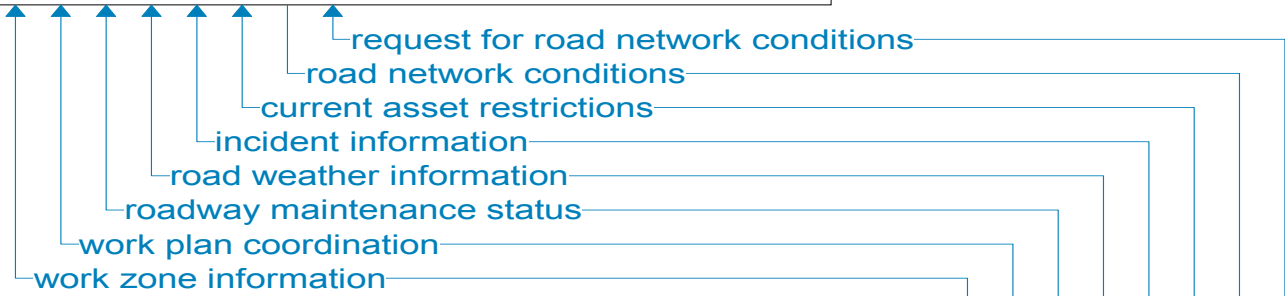 request for road network conditions
road network conditions
current asset restrictions
incident information
road weather information
roadway maintenance status
work plan coordination
work zone information